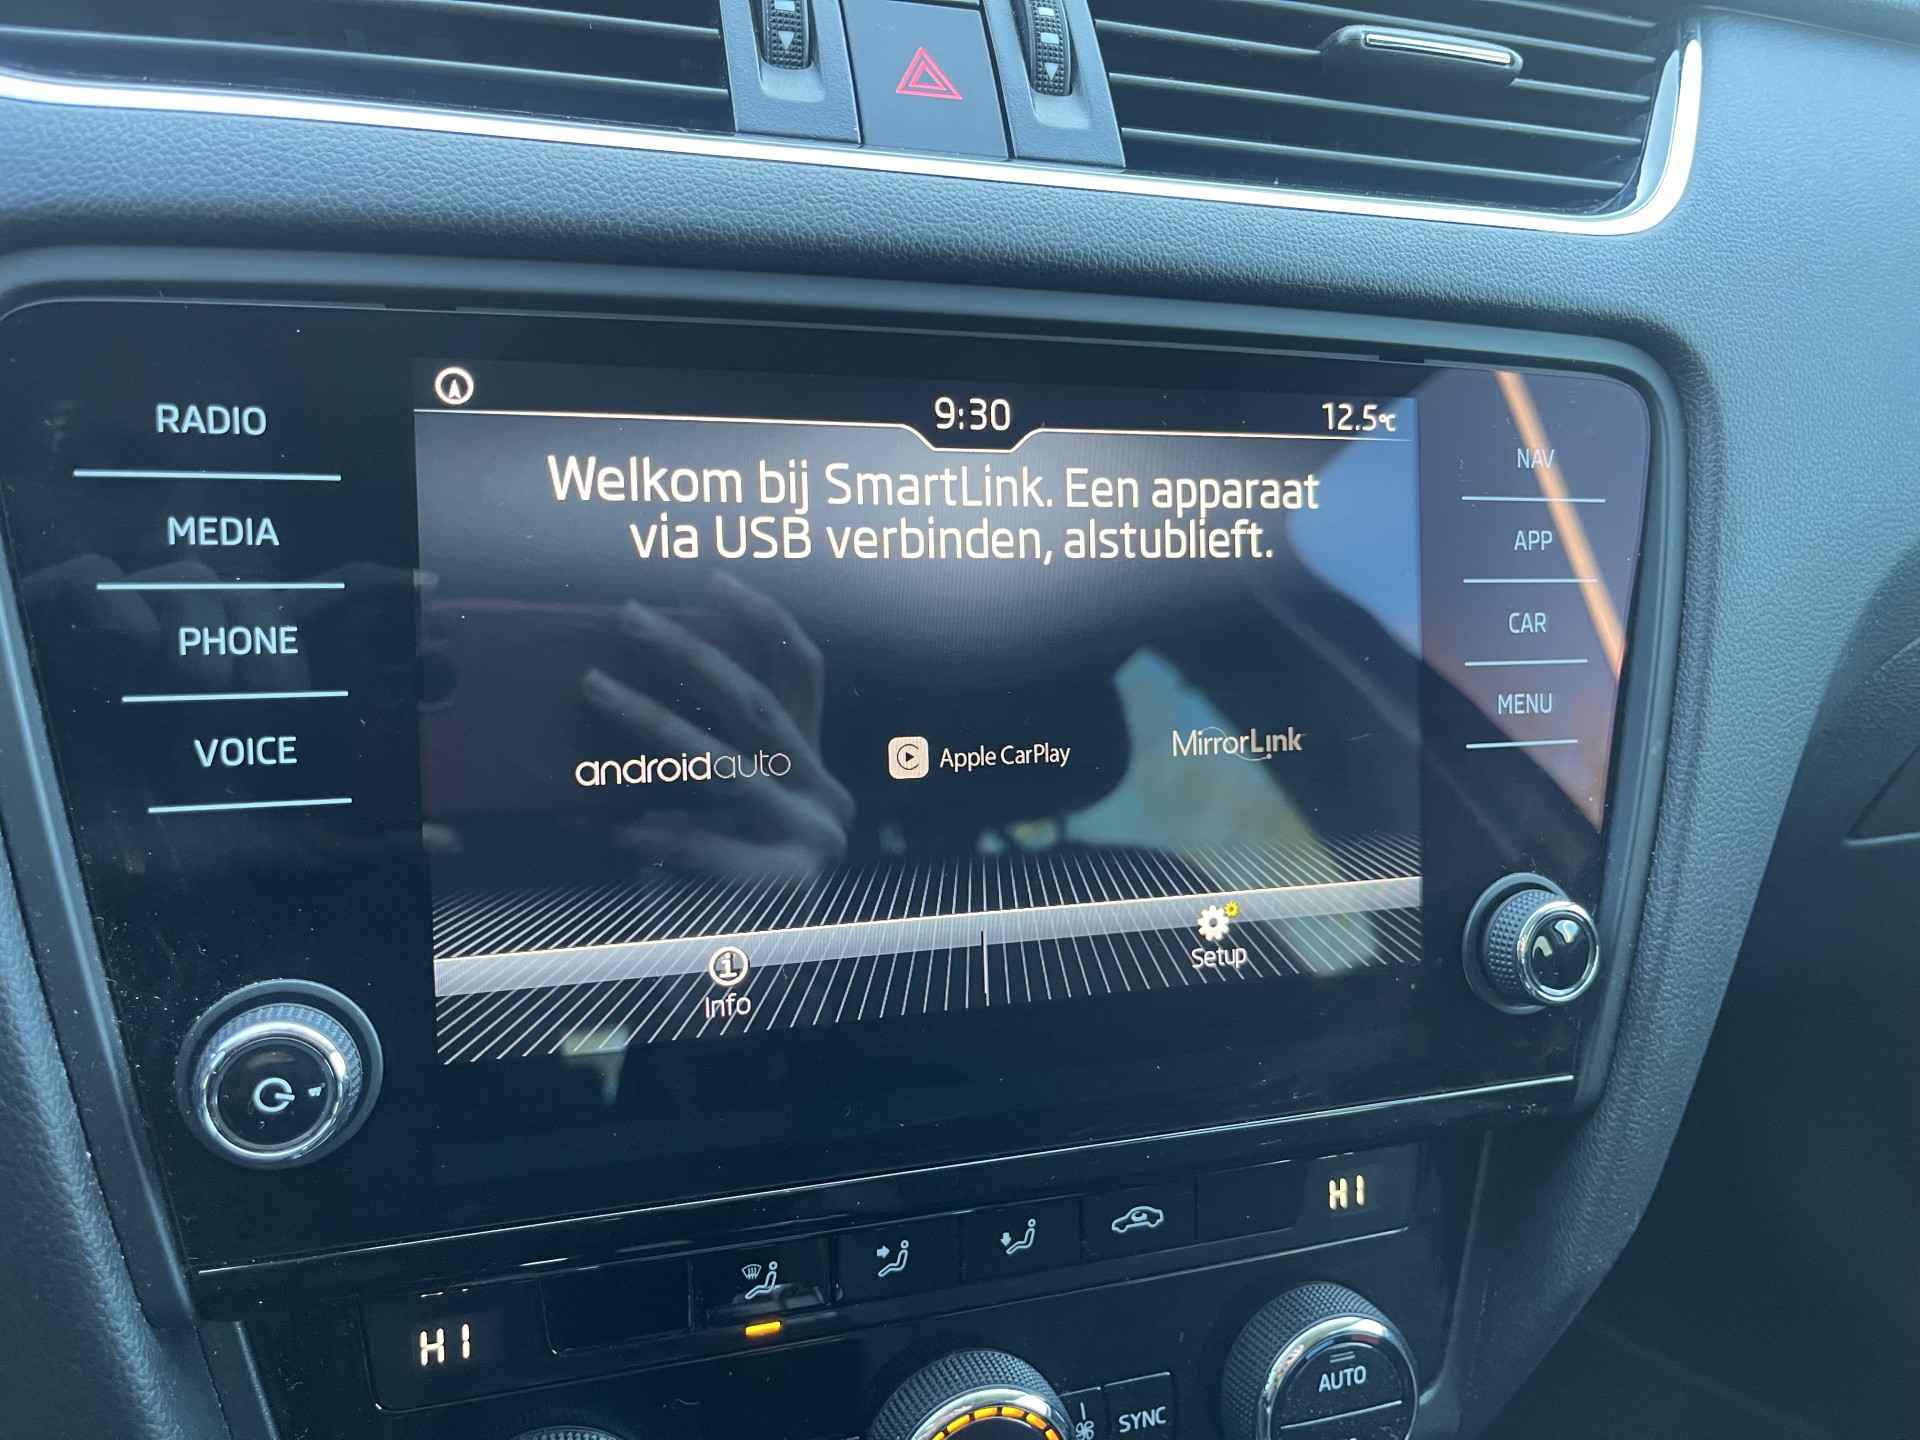 9:30
12.5°C
RADIO
MEDIA
PHONE
VOICE
Welkom bij SmartLink. Een apparaat
via USB verbinden, alstublieft.
androidauto
Apple CarPlay
MirrorLink
Info
Setup
NAV
APP
CAR
MENU
HI
HI
SYNC
AUTO